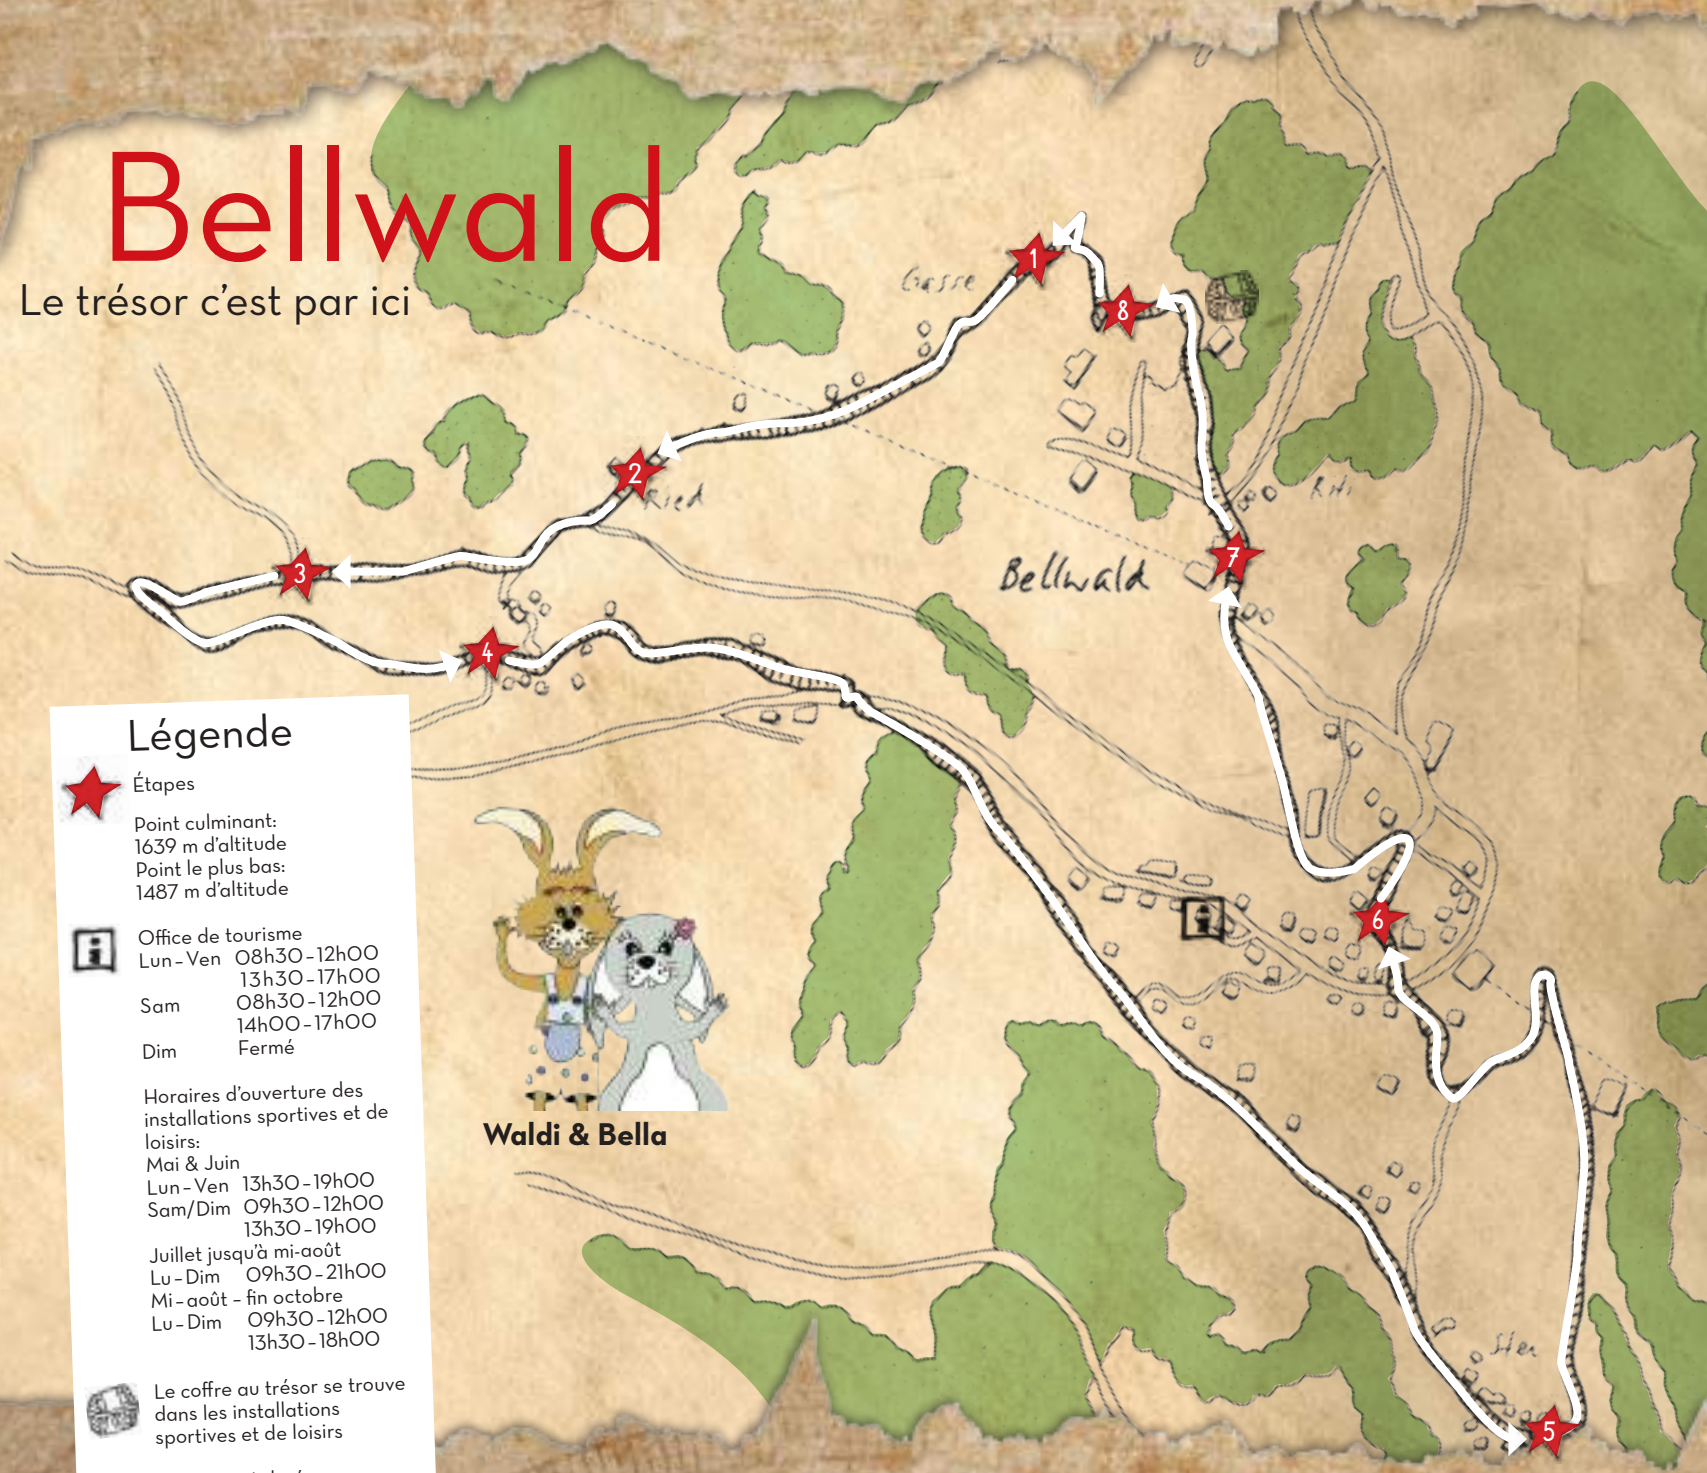 Bellwald
Le trésor c'est par ici
Gasse
1
8
2
Ried
Riti
3
Bellwald
7
4
6
5
Waldi & Bella
Légende
Étapes
Point culminant:
1639 m d'altitude
Point le plus bas:
1487 m d'altitude
i
Office de tourisme
Lun-Ven 08h30-12h00
13h30-17h00
Sam 08h30-12h00
14h00-17h00
Dim Fermé
Horaires d'ouverture des
installations sportives et de
loisirs:
Mai & Juin
Lun-Ven 13h30-19h00
Sam/Dim 09h30-12h00
13h30-19h00
Juillet jusqu'à mi-août
Lu-Dim 09h30-21h00
Mi-août - fin octobre
Lu-Dim 09h30-12h00
13h30-18h00
Le coffre au trésor se trouve
dans les installations
sportives et de loisirs